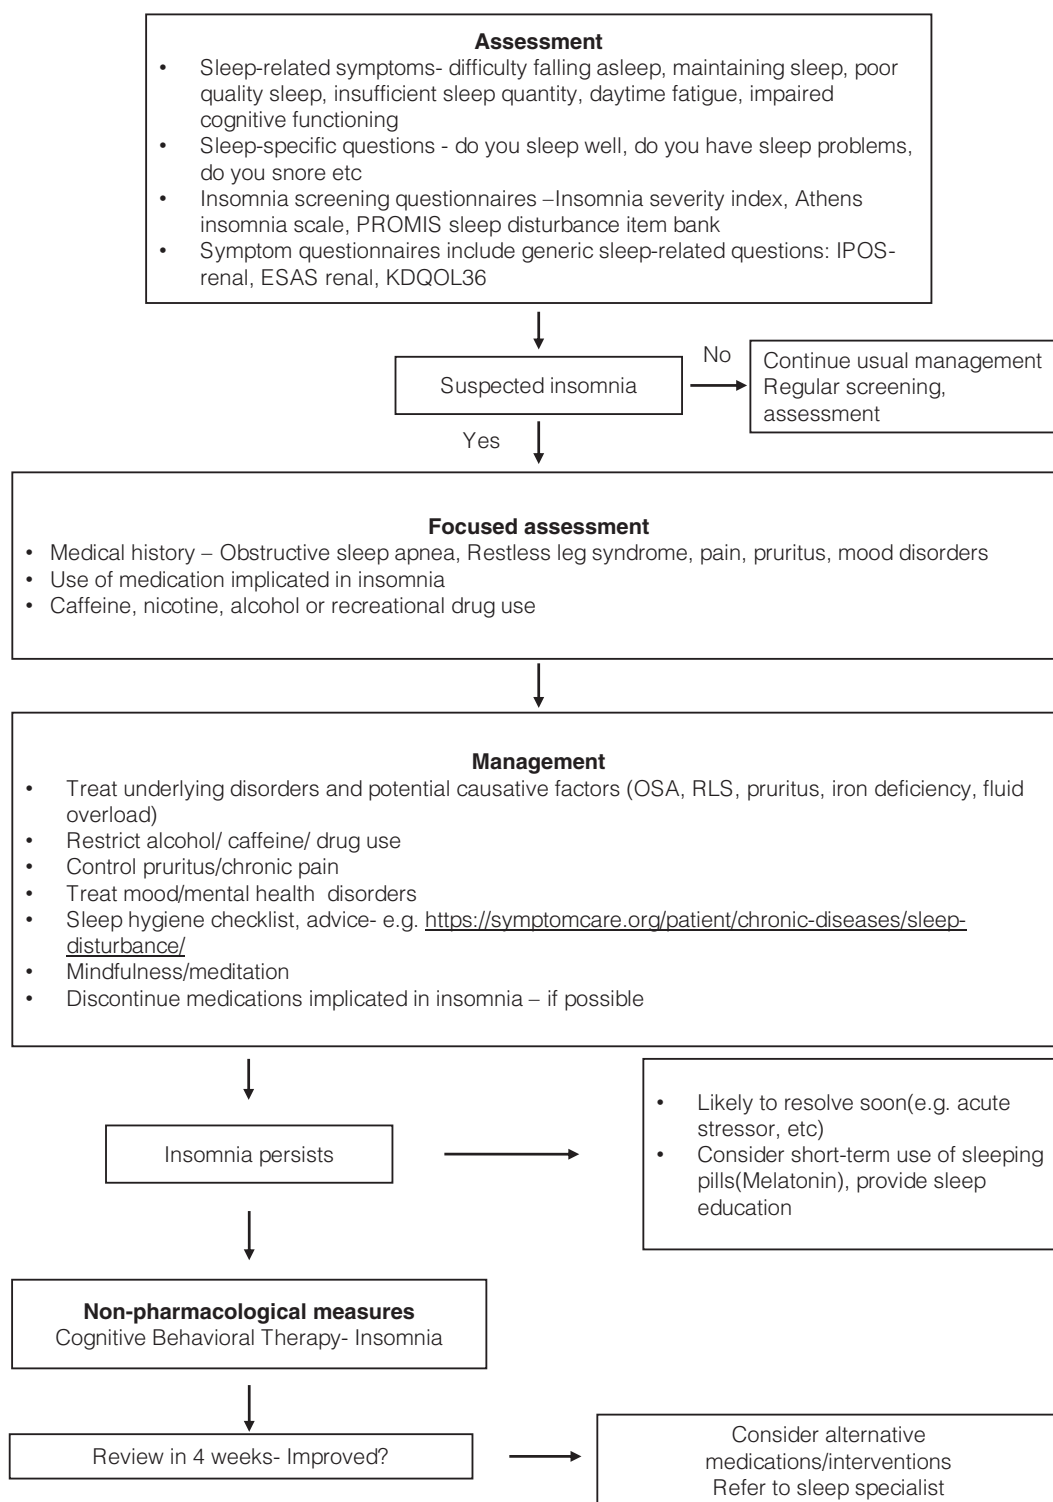 Assessment
• Sleep-related symptoms- difficulty falling asleep, maintaining sleep, poor
quality sleep, insufficient sleep quantity, daytime fatigue, impaired
cognitive functioning
• Sleep-specific questions - do you sleep well, do you have sleep problems,
do you snore etc
• Insomnia screening questionnaires –Insomnia severity index, Athens
insomnia scale, PROMIS sleep disturbance item bank
• Symptom questionnaires include generic sleep-related questions: IPOS-
renal, ESAS renal, KDQOL36
Suspected insomnia
No
Continue usual management
Regular screening,
assessment
Yes
Focused assessment
• Medical history – Obstructive sleep apnea, Restless leg syndrome, pain, pruritus, mood disorders
• Use of medication implicated in insomnia
• Caffeine, nicotine, alcohol or recreational drug use
Management
• Treat underlying disorders and potential causative factors (OSA, RLS, pruritus, iron deficiency, fluid
overload)
• Restrict alcohol/ caffeine/ drug use
• Control pruritus/chronic pain
• Treat mood/mental health disorders
• Sleep hygiene checklist, advice- e.g. https://symptomcare.org/patient/chronic-diseases/sleep-
disturbance/
• Mindfulness/meditation
• Discontinue medications implicated in insomnia – if possible
Insomnia persists
• Likely to resolve soon(e.g. acute
stressor, etc)
• Consider short-term use of sleeping
pills(Melatonin), provide sleep
education
Non-pharmacological measures
Cognitive Behavioral Therapy- Insomnia
Review in 4 weeks- Improved?
Consider alternative
medications/interventions
Refer to sleep specialist